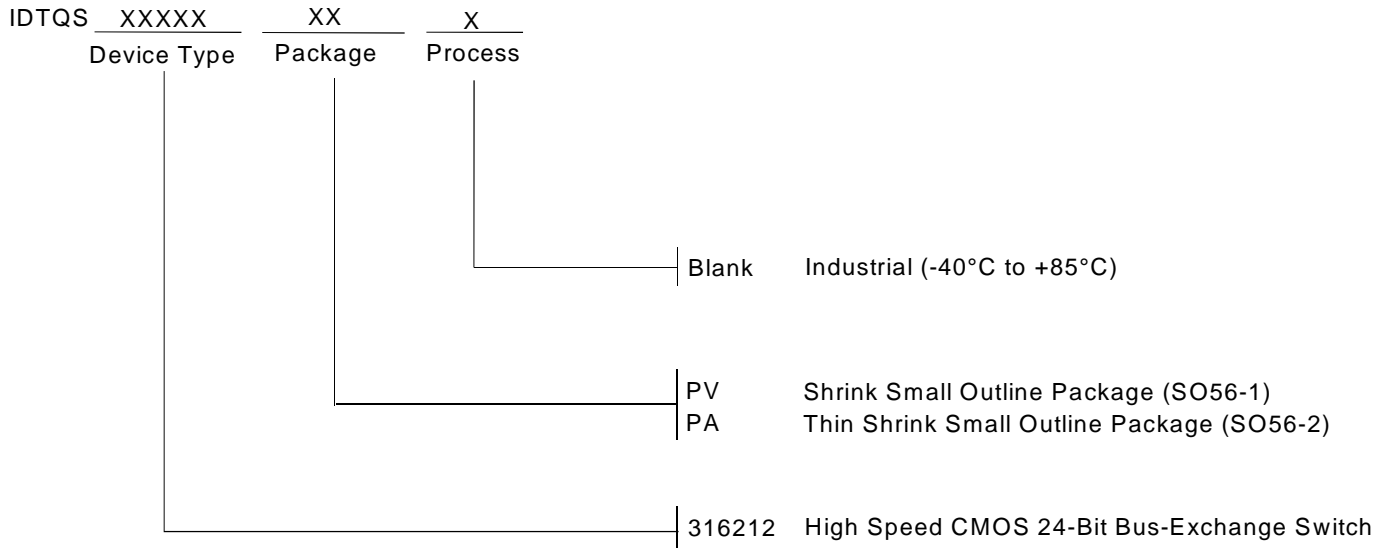 IDTQS XXXXX XX X
Device Type Package Process
Blank Industrial (-40°C to +85°C)
PV Shrink Small Outline Package (SO56-1)
PA Thin Shrink Small Outline Package (SO56-2)
316212 High Speed CMOS 24-Bit Bus-Exchange Switch